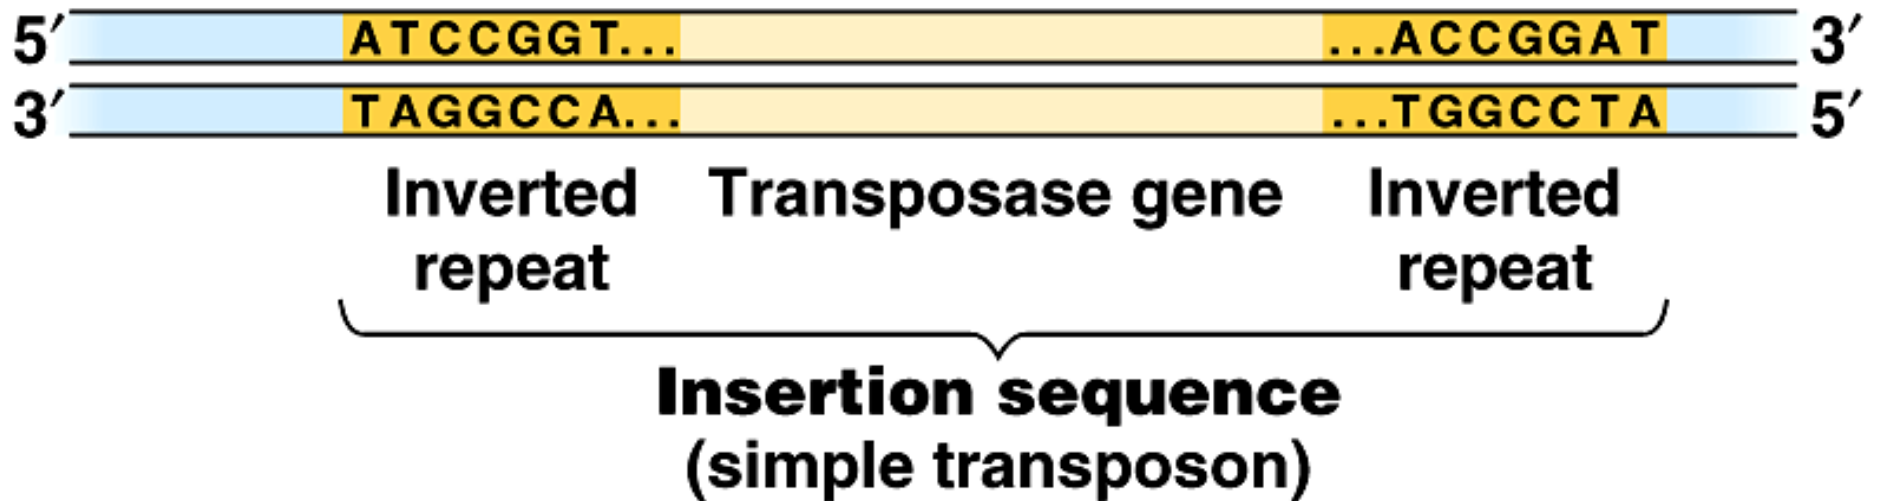 5′ ATCCGGT... ...ACCGGAT 3′
3′ TAGGCCA... ...TGGCCTA 5′
Inverted repeat Transposase gene Inverted repeat
Insertion sequence
(simple transposon)